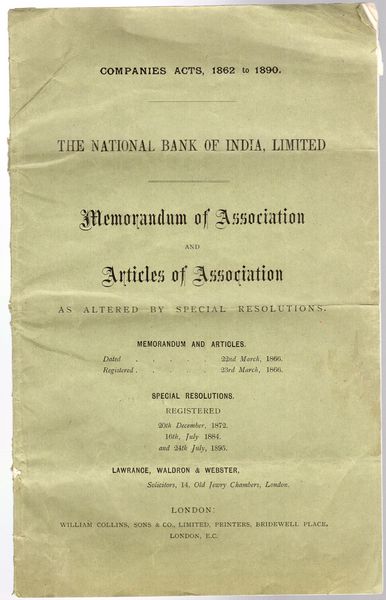 COMPANIES ACTS, 1862 to 1890.
THE NATIONAL BANK OF INDIA, LIMITED
Memorandum of Association
AND
Articles of Association
AS ALTERED BY SPECIAL RESOLUTIONS.
MEMORANDUM AND ARTICLES.
Dated . . . . . 22nd March, 1866.
Registered . . . . . 23rd March, 1866.
SPECIAL RESOLUTIONS.
REGISTERED
20th December, 1872.
16th, July 1884.
and 24th July, 1895.
LAWRANCE, WALDRON & WEBSTER,
Solicitors, 14, Old Jewry Chambers, London.
LONDON:
WILLIAM COLLINS, SONS & CO., LIMITED, PRINTERS, BRIDEWELL PLACE,
LONDON, E.C.